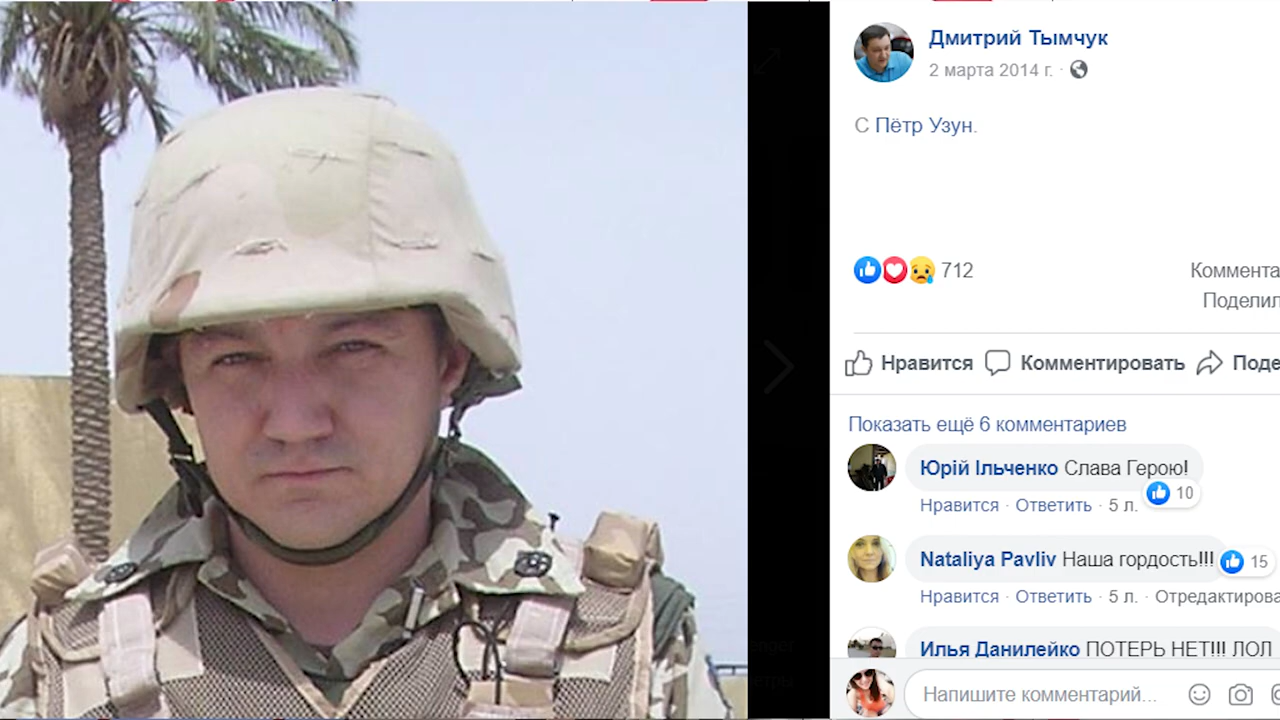 Дмитрий Тымчук
2 марта 2014 г. ·
С Пётр Узун.
712
Коммента
Поделил
Нравится Комментировать Поде
Показать ещё 6 комментариев
Юрій Ільченко Слава Герою!
10
Нравится · Ответить · 5 л.
Nataliya Pavliv Наша гордость!!!
15
Нравится · Ответить · 5 л. · Отредактирова
Илья Данилейко ПОТЕРЬ НЕТ!!! ЛОЛ
Напишите комментарий...